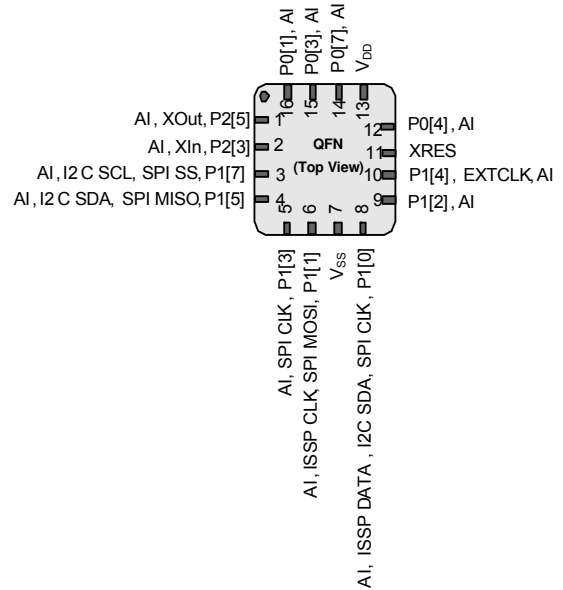 P0[1], AI
P0[3], AI
P0[7], AI
VDD
16
15
14
13
AI, XOut, P2[5]
1
AI, XIn, P2[3]
2
AI, I2 C SCL, SPI SS, P1[7]
3
AI, I2 C SDA, SPI MISO, P1[5]
4
QFN
(Top View)
12
P0[4], AI
11
XRES
10
P1[4], EXTCLK, AI
9
P1[2], AI
5
6
7
8
AI, SPI CLK, P1[3]
AI, ISSP CLK, SPI MOSI, P1[1]
VSS
AI, ISSP DATA, I2C SDA, SPI CLK, P1[0]